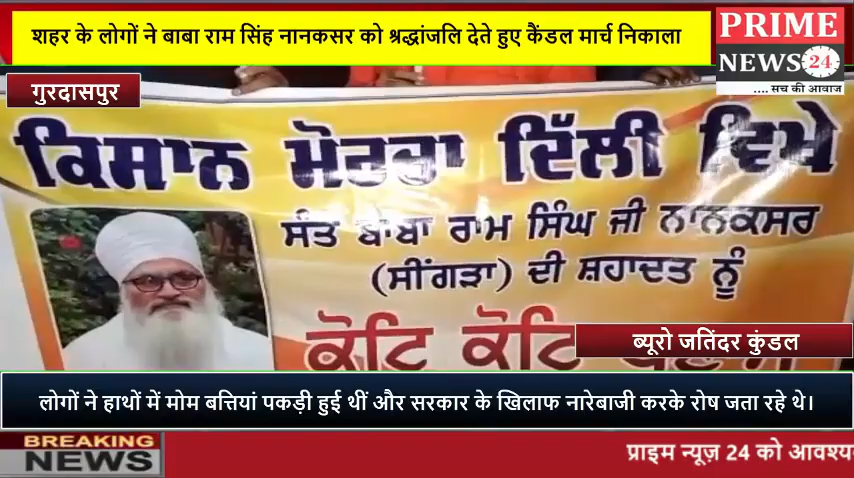 शहर के लोगों ने बाबा राम सिंह नानकसर को श्रद्धांजलि देते हुए कैंडल मार्च निकाला
PRIME
NEWS 24
.... सच की आवाज
गुरदासपुर
ਕਿਸਾਨ ਮੋਰਚਾ ਦਿੱਲੀ ਵਿਖੇ
ਸੰਤ ਬਾਬਾ ਰਾਮ ਸਿੰਘ ਜੀ ਨਾਨਕਸਰ
(ਸੀਂਗੜਾ) ਦੀ ਸ਼ਹਾਦਤ ਨੂੰ
ਕੋਟਿ ਕੋਟਿ
ब्यूरो जतिंदर कुंडल
लोगों ने हाथों में मोम बत्तियां पकड़ी हुई थीं और सरकार के खिलाफ नारेबाजी करके रोष जता रहे थे।
BREAKING
NEWS
प्राइम न्यूज़ 24 को